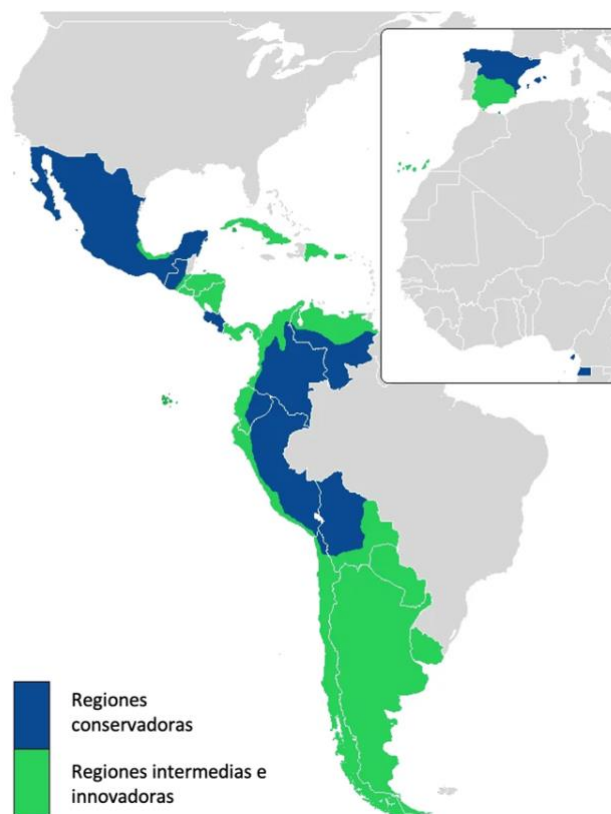 Regiones
conservadoras
Regiones intermedias e
innovadoras